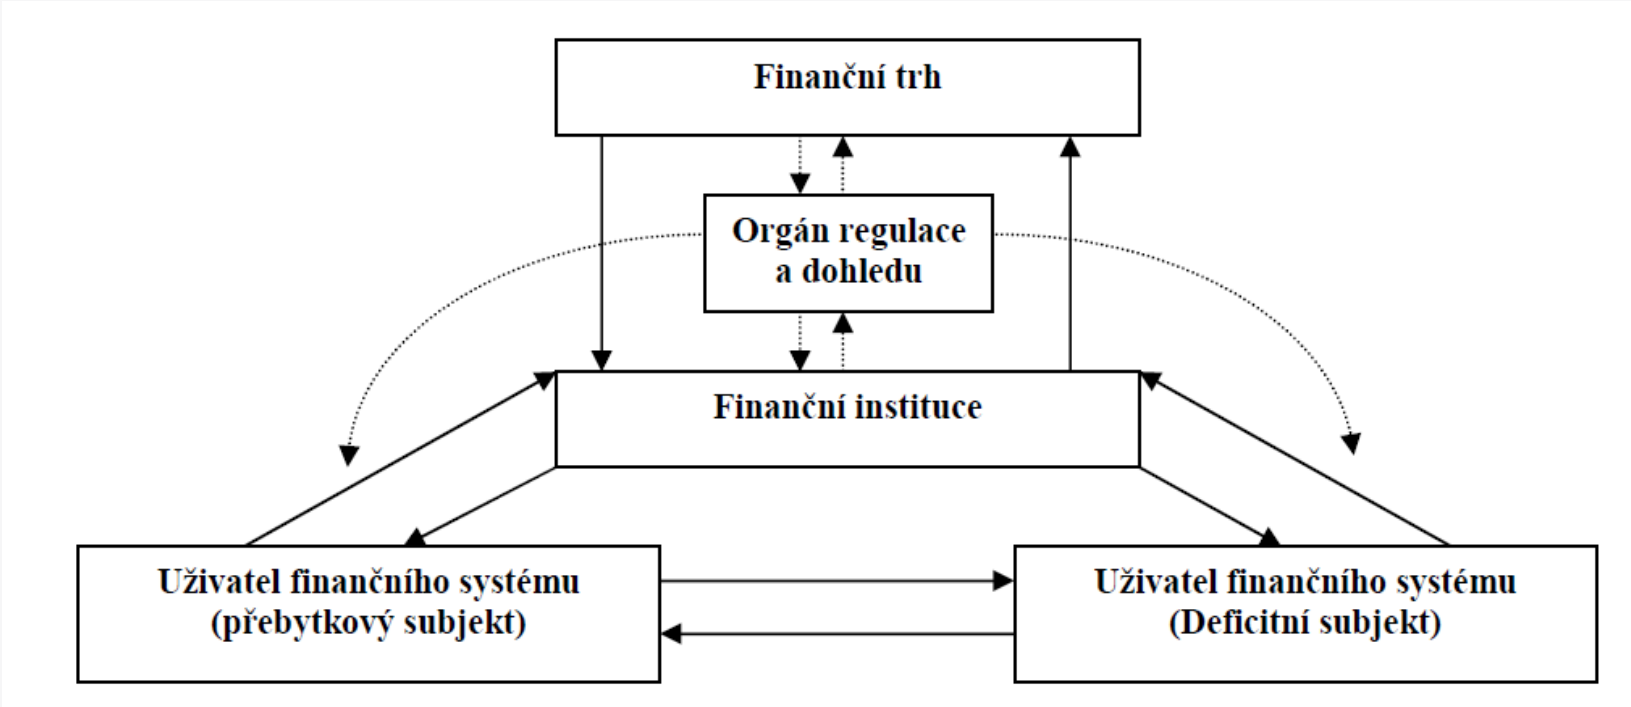 Finanční trh
Orgán regulace
a dohledu
Finanční instituce
Uživatel finančního systému
(přebytkový subjekt)
Uživatel finančního systému
(Deficitní subjekt)